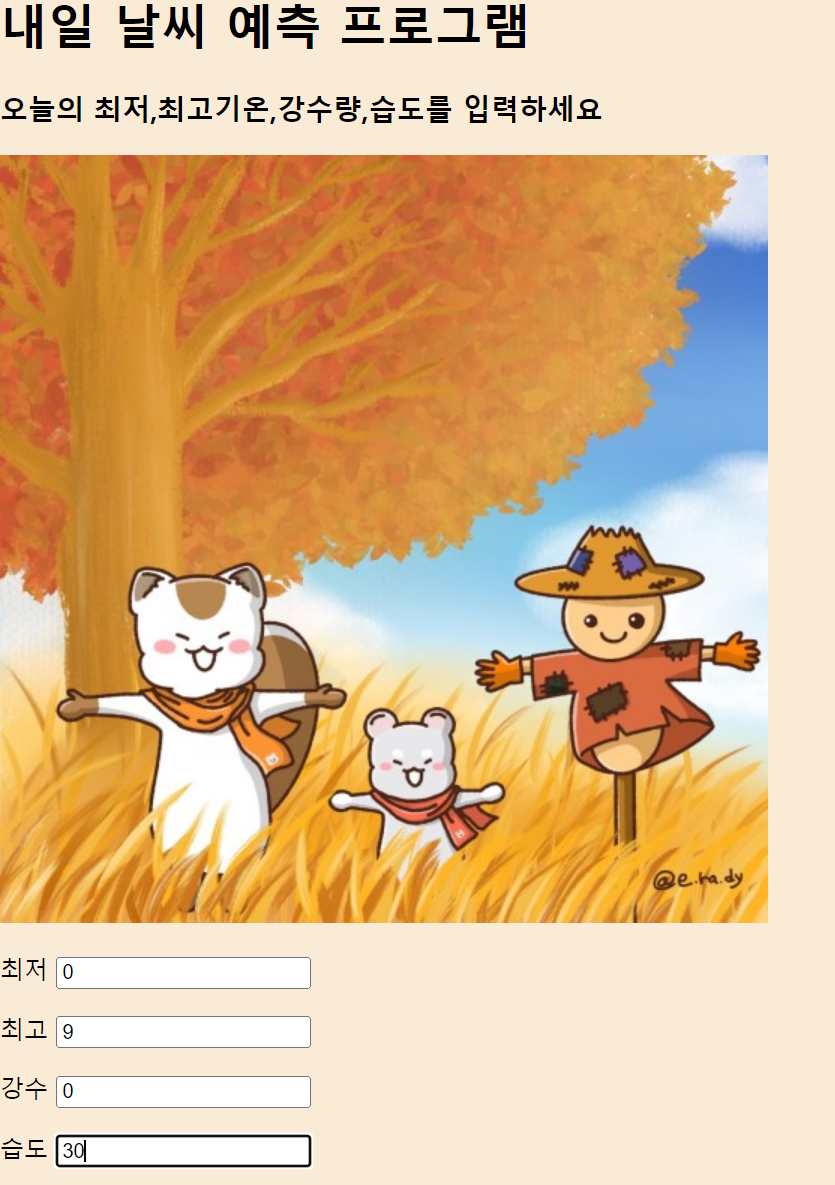 내일 날씨 예측 프로그램
오늘의 최저,최고기온,강수량,습도를 입력하세요
@e.ra.dy
최저 0
최고 9
강수 0
습도 30